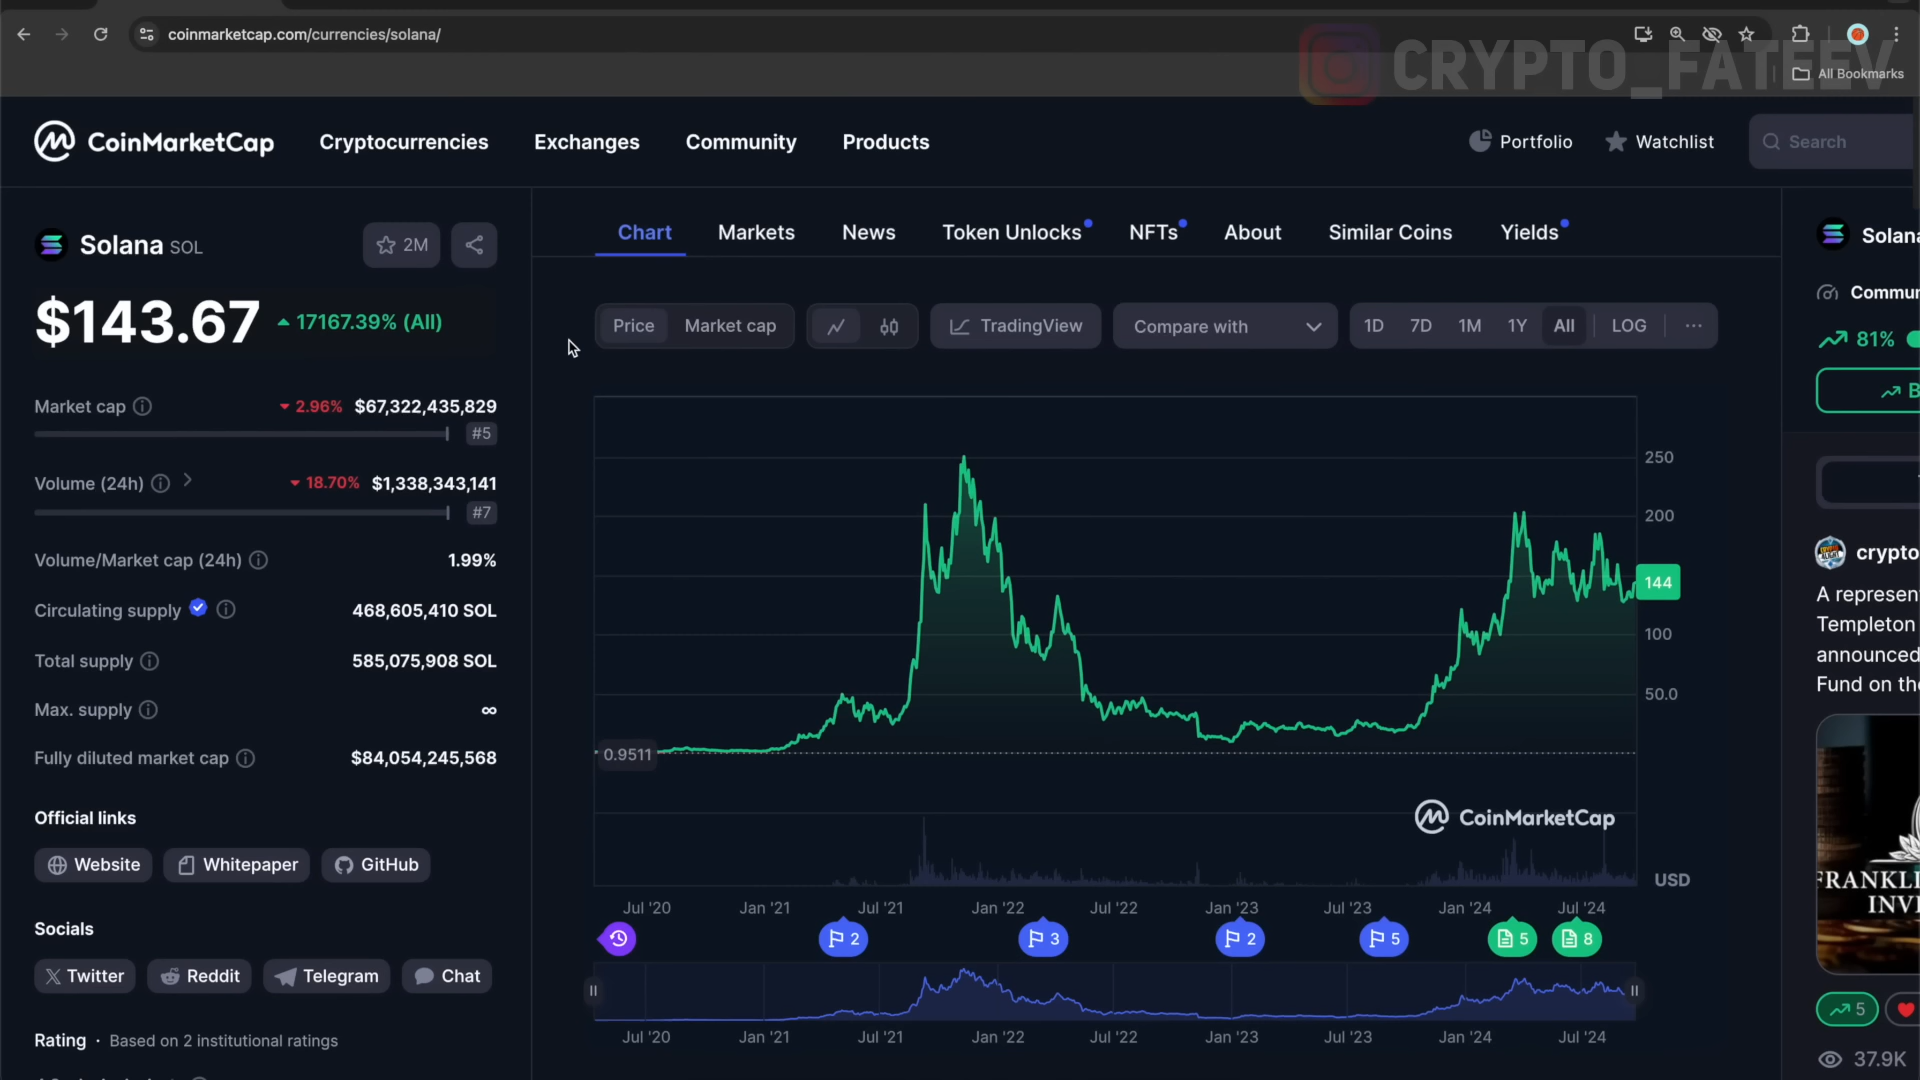 coinmarketcap.com/currencies/solana/
CRYPTO_FATEEV
All Bookmarks
CoinMarketCap
Cryptocurrencies
Exchanges
Community
Products
Portfolio
Watchlist
Search
Solana SOL
2M
$143.67
17167.39% (All)
Market cap
2.96% $67,322,435,829
#5
Volume (24h)
18.70% $1,338,343,141
#7
Volume/Market cap (24h)
1.99%
Circulating supply
468,605,410 SOL
Total supply
585,075,908 SOL
Max. supply
∞
Fully diluted market cap
$84,054,245,568
Official links
Website
Whitepaper
GitHub
Socials
Twitter
Reddit
Telegram
Chat
Rating · Based on 2 institutional ratings
Chart
Markets
News
Token Unlocks
NFTs
About
Similar Coins
Yields
Price
Market cap
TradingView
Compare with
1D
7D
1M
1Y
All
LOG
250
200
144
100
50.0
0.9511
CoinMarketCap
USD
Jul '20
Jan '21
Jul '21
Jan '22
Jul '22
Jan '23
Jul '23
Jan '24
Jul '24
2
3
2
5
5
8
Jul '20
Jan '21
Jul '21
Jan '22
Jul '22
Jan '23
Jul '23
Jan '24
Jul '24
Solana
81%
crypto
A represen
Templeton
announced
Fund on the
FRANKLI
INV
5
37.9K